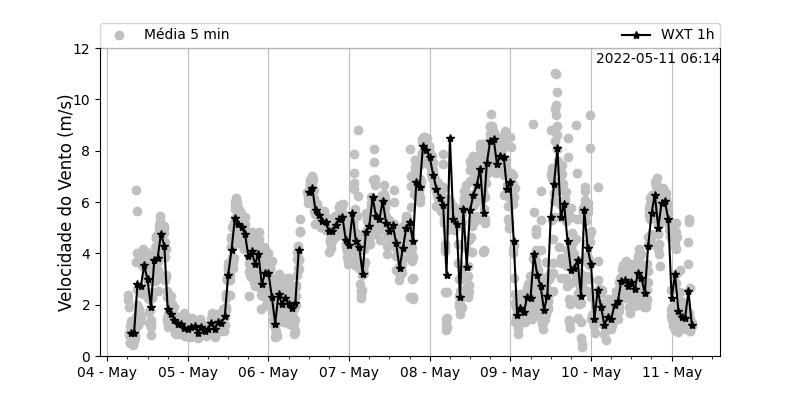 Média 5 min
WXT 1h
2022-05-11 06:14
Velocidade do Vento (m/s)
12
10
8
6
4
2
0
04 - May 05 - May 06 - May 07 - May 08 - May 09 - May 10 - May 11 - May